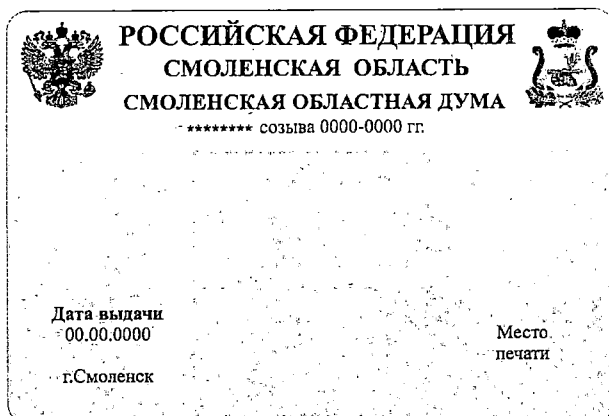 РОССИЙСКАЯ ФЕДЕРАЦИЯ
СМОЛЕНСКАЯ ОБЛАСТЬ
СМОЛЕНСКАЯ ОБЛАСТНАЯ ДУМА
******** созыва 0000-0000 гг.
Дата выдачи
00.00.0000
Место
печати
г.Смоленск